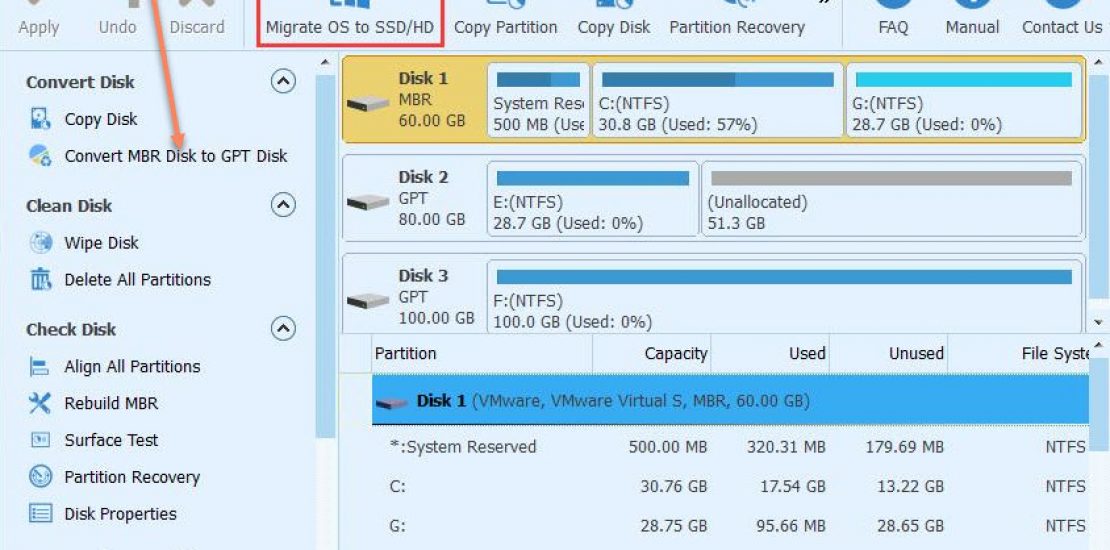 Apply Undo Discard Migrate OS to SSD/HD Copy Partition Copy Disk Partition Recovery » FAQ Manual Contact Us
Convert Disk
Copy Disk
Convert MBR Disk to GPT Disk
Clean Disk
Wipe Disk
Delete All Partitions
Check Disk
Align All Partitions
Rebuild MBR
Surface Test
Partition Recovery
Disk Properties
Disk 1
MBR
60.00 GB
System Rese
500 MB (Use
C:(NTFS)
30.8 GB (Used: 57%)
G:(NTFS)
28.7 GB (Used: 0%)
Disk 2
GPT
80.00 GB
E:(NTFS)
28.7 GB (Used: 0%)
(Unallocated)
51.3 GB
Disk 3
GPT
100.00 GB
F:(NTFS)
100.0 GB (Used: 0%)
Partition Capacity Used Unused File Syste
Disk 1 (VMware, VMware Virtual S, MBR, 60.00 GB)
*:System Reserved 500.00 MB 320.31 MB 179.69 MB NTFS
C: 30.76 GB 17.54 GB 13.22 GB NTFS
G: 28.75 GB 95.66 MB 28.65 GB NTFS